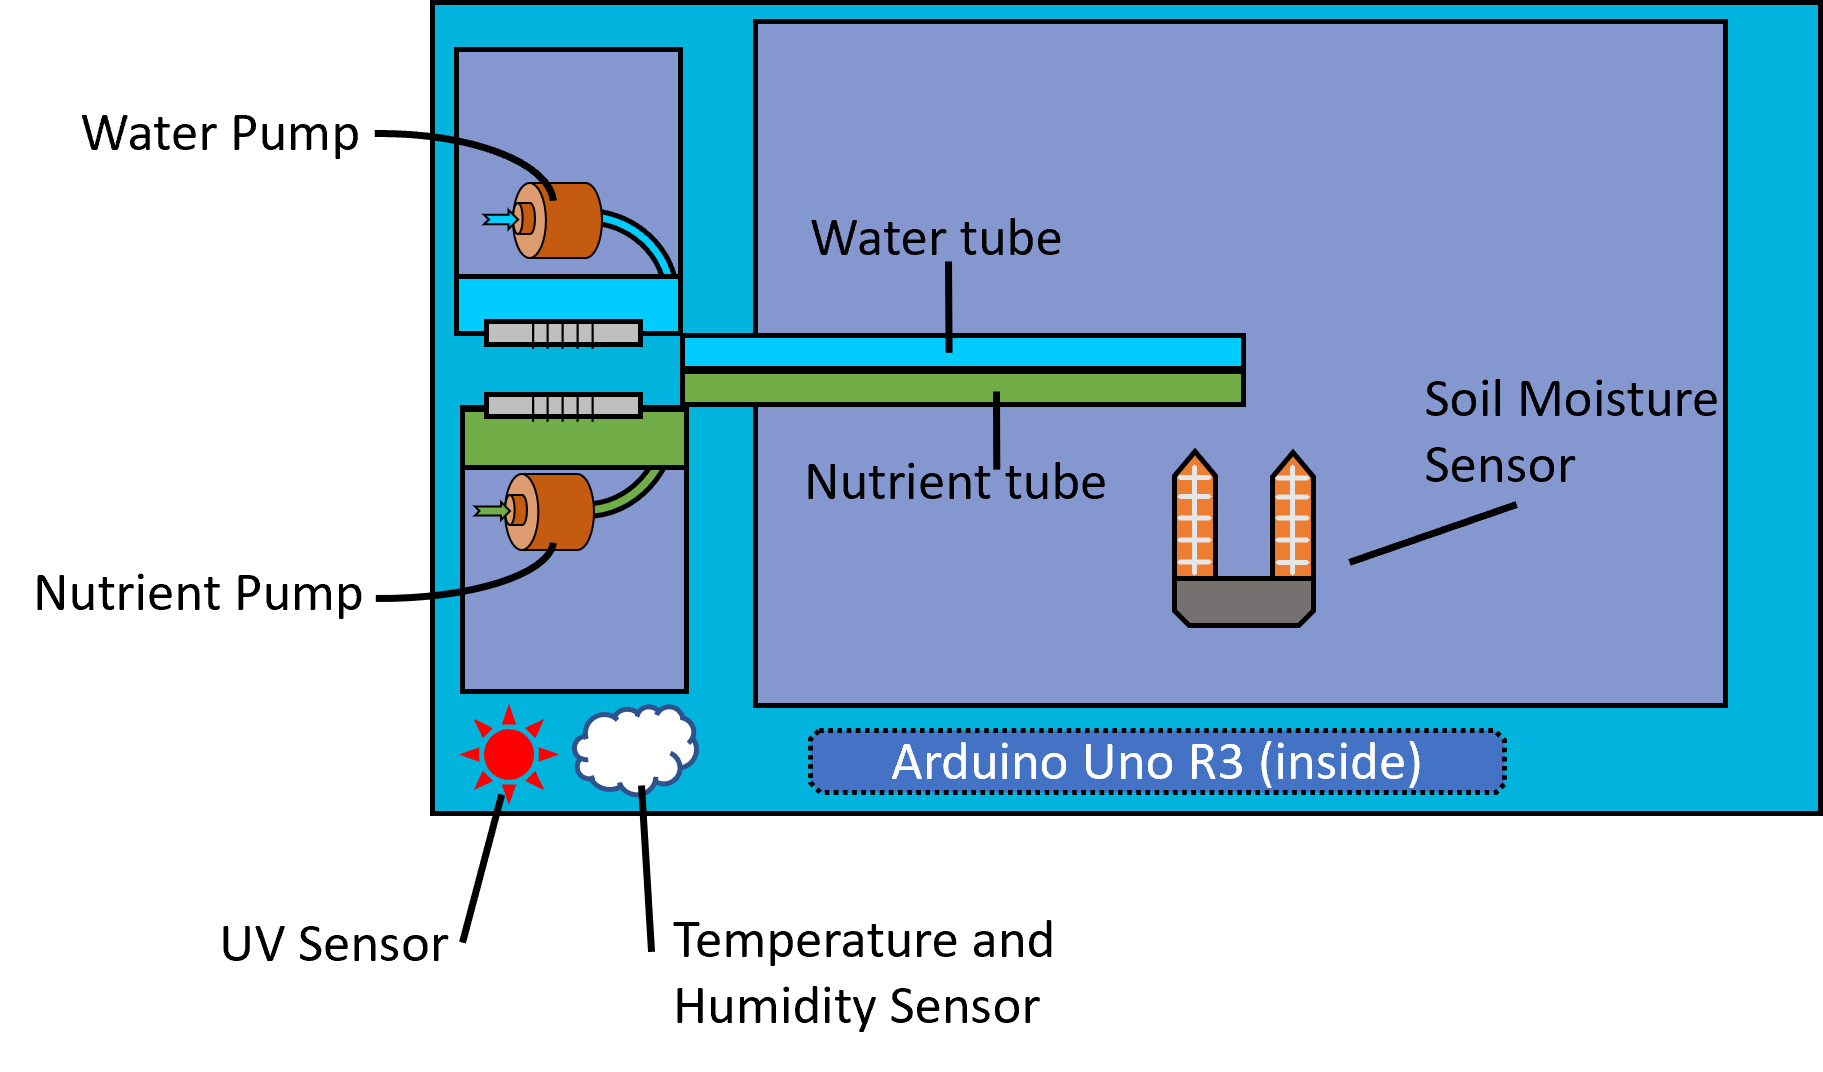 Water Pump
Water tube
Soil Moisture
Sensor
Nutrient tube
Nutrient Pump
Arduino Uno R3 (inside)
UV Sensor
Temperature and
Humidity Sensor